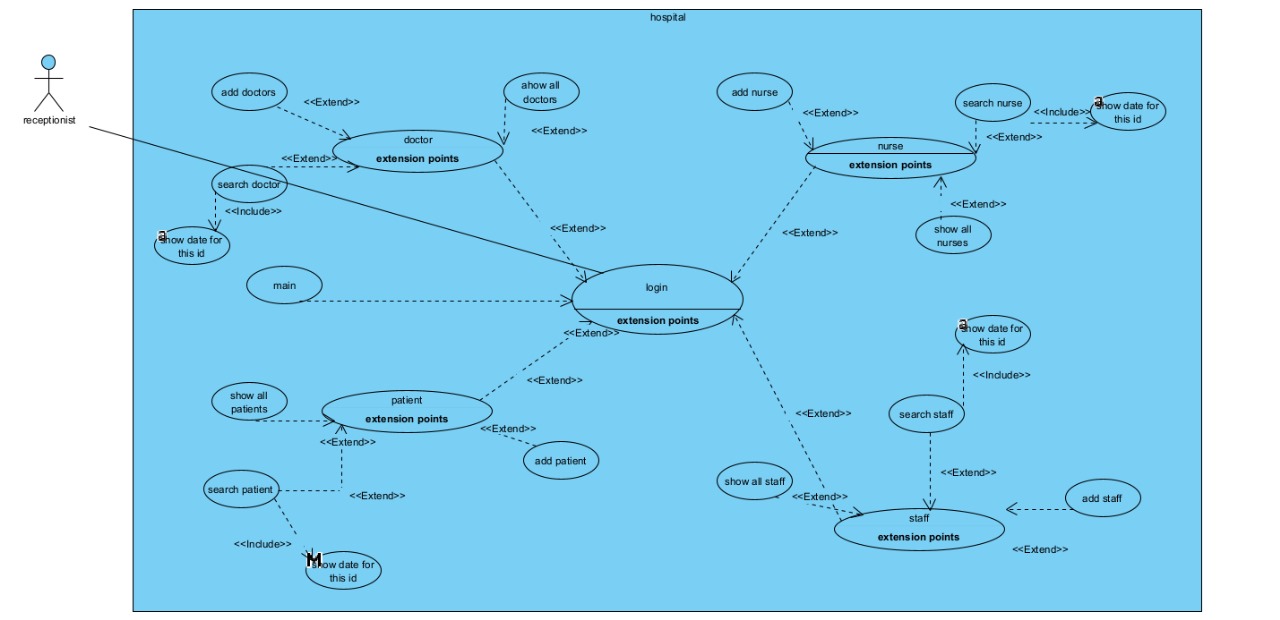 hospital
receptionist
add doctors
<<Extend>>
ahow all
doctors
<<Extend>>
doctor
extension points
<<Extend>>
search doctor
<<Include>>
a
show date for
this id
<<Extend>>
add nurse
<<Extend>>
search nurse
<<Include>>
a
show date for
this id
<<Extend>>
nurse
extension points
<<Extend>>
show all
nurses
<<Extend>>
main
login
extension points
<<Extend>>
<<Extend>>
show all
patients
patient
extension points
<<Extend>>
<<Extend>>
add patient
search patient
<<Extend>>
<<Include>>
M
show date for
this id
a
show date for
this id
<<Include>>
search staff
<<Extend>>
<<Extend>>
show all staff
<<Extend>>
add staff
staff
extension points
<<Extend>>